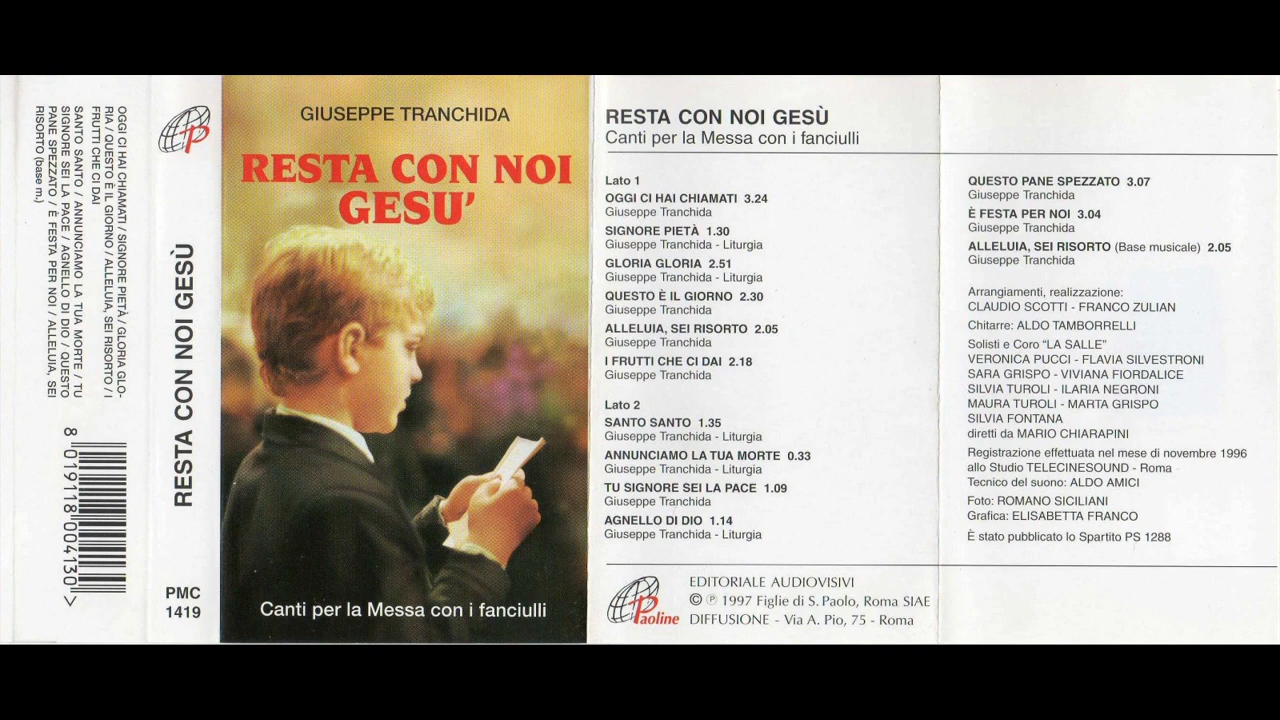 OGGI CI HAI CHIAMATI / SIGNORE PIETÀ / GLORIA GLO-
RIA / QUESTO È IL GIORNO / ALLELUIA, SEI RISORTO / I
FRUTTI CHE CI DAI
SANTO SANTO / ANNUNCIAMO LA TUA MORTE / TU
SIGNORE SEI LA PACE / AGNELLO DI DIO / QUESTO
PANE SPEZZATO / È FESTA PER NOI / ALLELUIA, SEI
RISORTO (base m.)
8 019118 004130 >
P
RESTA CON NOI GESÙ
PMC
1419
GIUSEPPE TRANCHIDA
RESTA CON NOI
GESU'
Canti per la Messa con i fanciulli
RESTA CON NOI GESÙ
Canti per la Messa con i fanciulli
Lato 1
OGGI CI HAI CHIAMATI 3.24
Giuseppe Tranchida
SIGNORE PIETÀ 1.30
Giuseppe Tranchida - Liturgia
GLORIA GLORIA 2.51
Giuseppe Tranchida - Liturgia
QUESTO È IL GIORNO 2.30
Giuseppe Tranchida
ALLELUIA, SEI RISORTO 2.05
Giuseppe Tranchida
I FRUTTI CHE CI DAI 2.18
Giuseppe Tranchida
Lato 2
SANTO SANTO 1.35
Giuseppe Tranchida - Liturgia
ANNUNCIAMO LA TUA MORTE 0.33
Giuseppe Tranchida - Liturgia
TU SIGNORE SEI LA PACE 1.09
Giuseppe Tranchida
AGNELLO DI DIO 1.14
Giuseppe Tranchida - Liturgia
Paoline
EDITORIALE AUDIOVISIVI
© ℗ 1997 Figlie di S. Paolo, Roma SIAE
DIFFUSIONE - Via A. Pio, 75 - Roma
QUESTO PANE SPEZZATO 3.07
Giuseppe Tranchida
È FESTA PER NOI 3.04
Giuseppe Tranchida
ALLELUIA, SEI RISORTO (Base musicale) 2.05
Giuseppe Tranchida
Arrangiamenti, realizzazione:
CLAUDIO SCOTTI - FRANCO ZULIAN
Chitarre: ALDO TAMBORRELLI
Solisti e Coro “LA SALLE”
VERONICA PUCCI - FLAVIA SILVESTRONI
SARA GRISPO - VIVIANA FIORDALICE
SILVIA TUROLI - ILARIA NEGRONI
MAURA TUROLI - MARTA GRISPO
SILVIA FONTANA
diretti da MARIO CHIARAPINI
Registrazione effettuata nel mese di novembre 1996
allo Studio TELECINESOUND - Roma
Tecnico del suono: ALDO AMICI
Foto: ROMANO SICILIANI
Grafica: ELISABETTA FRANCO
È stato pubblicato lo Spartito PS 1288